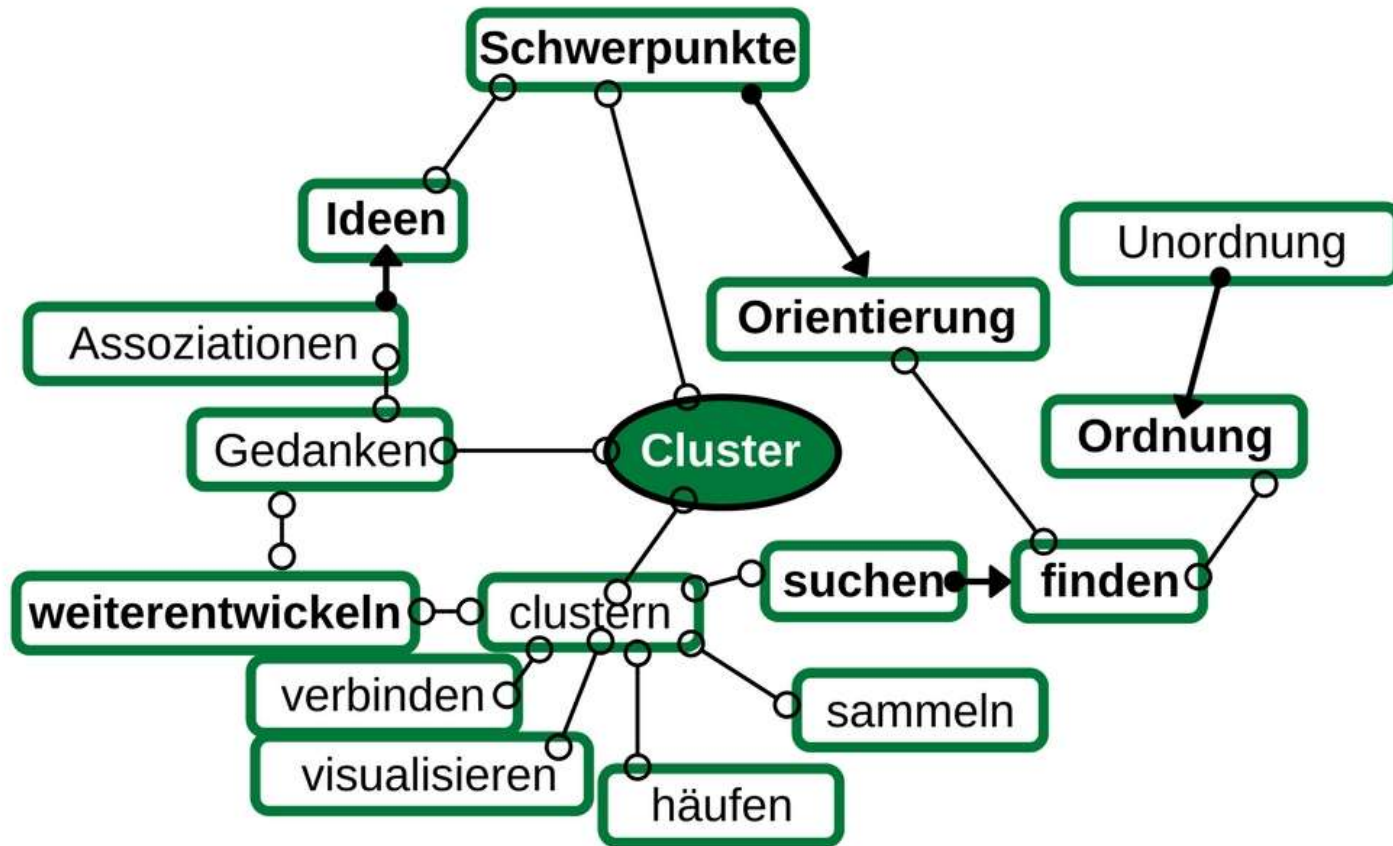 Schwerpunkte
Ideen
Unordnung
Orientierung
Assoziationen
Ordnung
Gedanken
Cluster
suchen
finden
weiterentwickeln
clustern
verbinden
sammeln
visualisieren
häufen